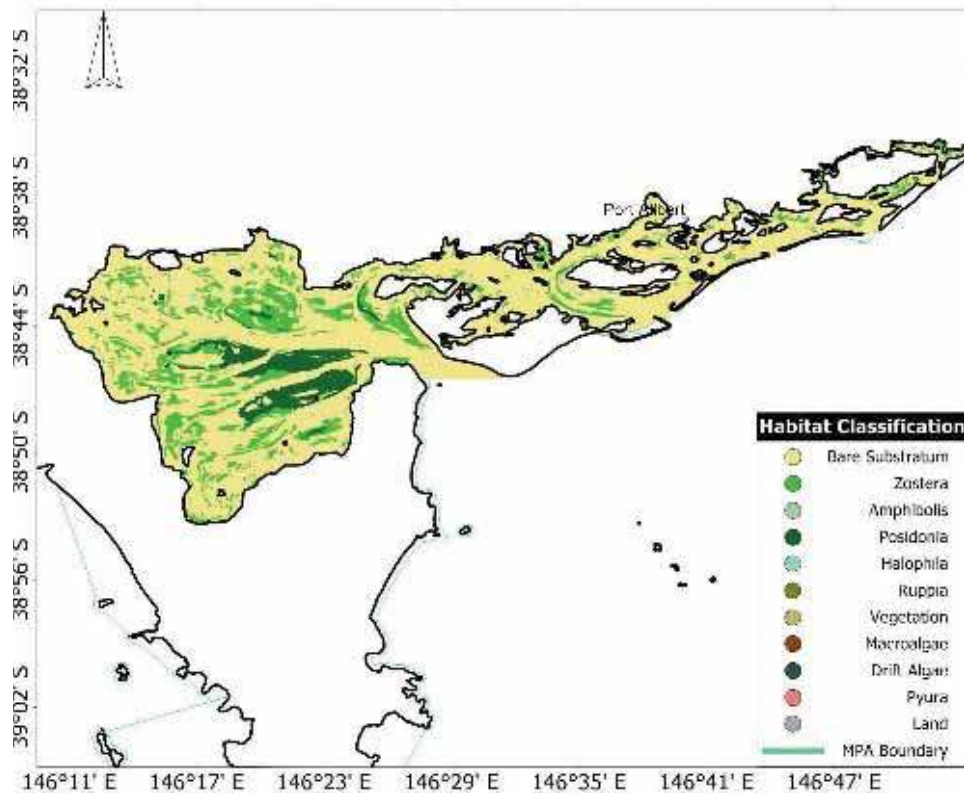 38°32' S
38°38' S
38°44' S
38°50' S
38°56' S
39°02' S
Port Albert
Habitat Classification
Bare Substratum
Zostera
Amphibolis
Posidonia
Halophila
Ruppia
Vegetation
Macroalgae
Drift Algae
Pyura
Land
MPA Boundary
146°11' E 146°17' E 146°23' E 146°29' E 146°35' E 146°41' E 146°47' E